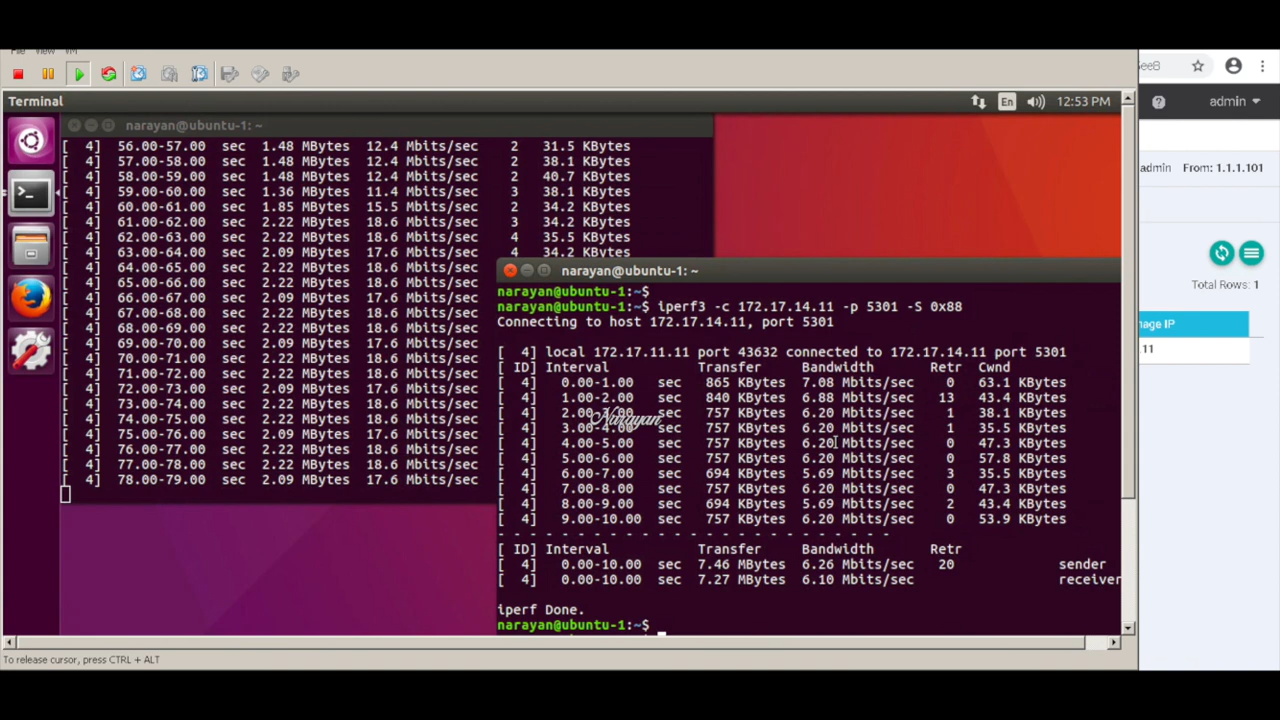 File View VM
6ee8
Terminal
En
12:53 PM
admin
narayan@ubuntu-1: ~
[ 4] 56.00-57.00 sec 1.48 MBytes 12.4 Mbits/sec 2 31.5 KBytes
[ 4] 57.00-58.00 sec 1.48 MBytes 12.4 Mbits/sec 2 38.1 KBytes
[ 4] 58.00-59.00 sec 1.48 MBytes 12.4 Mbits/sec 2 40.7 KBytes
[ 4] 59.00-60.00 sec 1.36 MBytes 11.4 Mbits/sec 3 38.1 KBytes
[ 4] 60.00-61.00 sec 1.85 MBytes 15.5 Mbits/sec 2 34.2 KBytes
[ 4] 61.00-62.00 sec 2.22 MBytes 18.6 Mbits/sec 3 34.2 KBytes
[ 4] 62.00-63.00 sec 2.22 MBytes 18.6 Mbits/sec 4 35.5 KBytes
[ 4] 63.00-64.00 sec 2.09 MBytes 17.6 Mbits/sec 4 34.2 KBytes
[ 4] 64.00-65.00 sec 2.22 MBytes 18.6 Mbits/sec
[ 4] 65.00-66.00 sec 2.22 MBytes 18.6 Mbits/sec
[ 4] 66.00-67.00 sec 2.09 MBytes 17.6 Mbits/sec
[ 4] 67.00-68.00 sec 2.22 MBytes 18.6 Mbits/sec
[ 4] 68.00-69.00 sec 2.22 MBytes 18.6 Mbits/sec
[ 4] 69.00-70.00 sec 2.09 MBytes 17.6 Mbits/sec
[ 4] 70.00-71.00 sec 2.22 MBytes 18.6 Mbits/sec
[ 4] 71.00-72.00 sec 2.22 MBytes 18.6 Mbits/sec
[ 4] 72.00-73.00 sec 2.09 MBytes 17.6 Mbits/sec
[ 4] 73.00-74.00 sec 2.22 MBytes 18.6 Mbits/sec
[ 4] 74.00-75.00 sec 2.22 MBytes 18.6 Mbits/sec
[ 4] 75.00-76.00 sec 2.09 MBytes 17.6 Mbits/sec
[ 4] 76.00-77.00 sec 2.22 MBytes 18.6 Mbits/sec
[ 4] 77.00-78.00 sec 2.22 MBytes 18.6 Mbits/sec
[ 4] 78.00-79.00 sec 2.09 MBytes 17.6 Mbits/sec
narayan@ubuntu-1: ~
narayan@ubuntu-1:~$
narayan@ubuntu-1:~$ iperf3 -c 172.17.14.11 -p 5301 -S 0x88
Connecting to host 172.17.14.11, port 5301
[ 4] local 172.17.11.11 port 43632 connected to 172.17.14.11 port 5301
[ ID] Interval Transfer Bandwidth Retr Cwnd
[ 4] 0.00-1.00 sec 865 KBytes 7.08 Mbits/sec 0 63.1 KBytes
[ 4] 1.00-2.00 sec 840 KBytes 6.88 Mbits/sec 13 43.4 KBytes
[ 4] 2.00-3.00 sec 757 KBytes 6.20 Mbits/sec 1 38.1 KBytes
[ 4] 3.00-4.00 sec 757 KBytes 6.20 Mbits/sec 1 35.5 KBytes
[ 4] 4.00-5.00 sec 757 KBytes 6.20 Mbits/sec 0 47.3 KBytes
[ 4] 5.00-6.00 sec 757 KBytes 6.20 Mbits/sec 0 57.8 KBytes
[ 4] 6.00-7.00 sec 694 KBytes 5.69 Mbits/sec 3 35.5 KBytes
[ 4] 7.00-8.00 sec 757 KBytes 6.20 Mbits/sec 0 47.3 KBytes
[ 4] 8.00-9.00 sec 694 KBytes 5.69 Mbits/sec 2 43.4 KBytes
[ 4] 9.00-10.00 sec 757 KBytes 6.20 Mbits/sec 0 53.9 KBytes
- - - - - - - - - - - - - - - - - - - - - - - - -
[ ID] Interval Transfer Bandwidth Retr
[ 4] 0.00-10.00 sec 7.46 MBytes 6.26 Mbits/sec 20 sender
[ 4] 0.00-10.00 sec 7.27 MBytes 6.10 Mbits/sec receiver
iperf Done.
narayan@ubuntu-1:~$
Narayan
admin From: 1.1.1.101
Total Rows: 1
nage IP
11
To release cursor, press CTRL + ALT